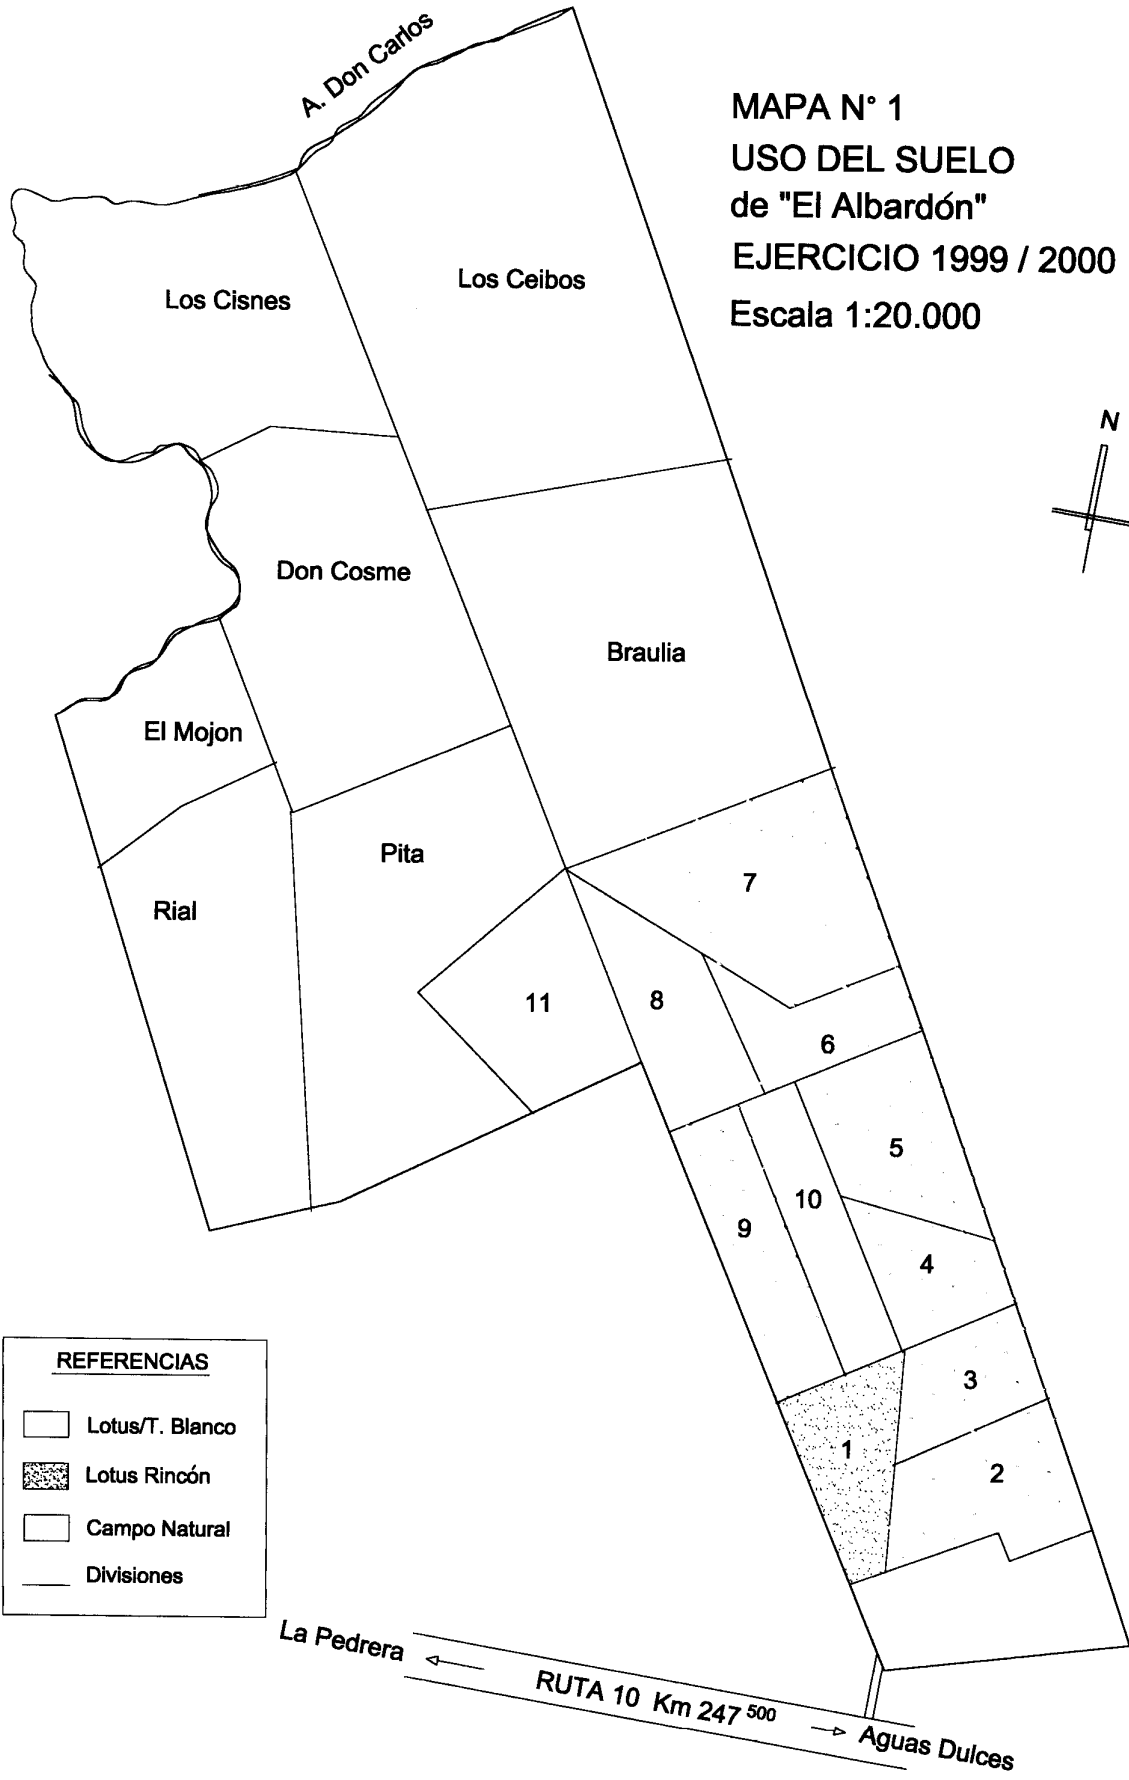 A. Don Carlos
MAPA N° 1
USO DEL SUELO
de "El Albardón"
EJERCICIO 1999 / 2000
Escala 1:20.000
Los Cisnes
Los Ceibos
N
Don Cosme
Braulia
El Mojon
Pita
Rial
7
11
8
6
5
10
9
4
3
1
2
REFERENCIAS
Lotus/T. Blanco
Lotus Rincón
Campo Natural
Divisiones
La Pedrera
RUTA 10 Km 247 500
Aguas Dulces